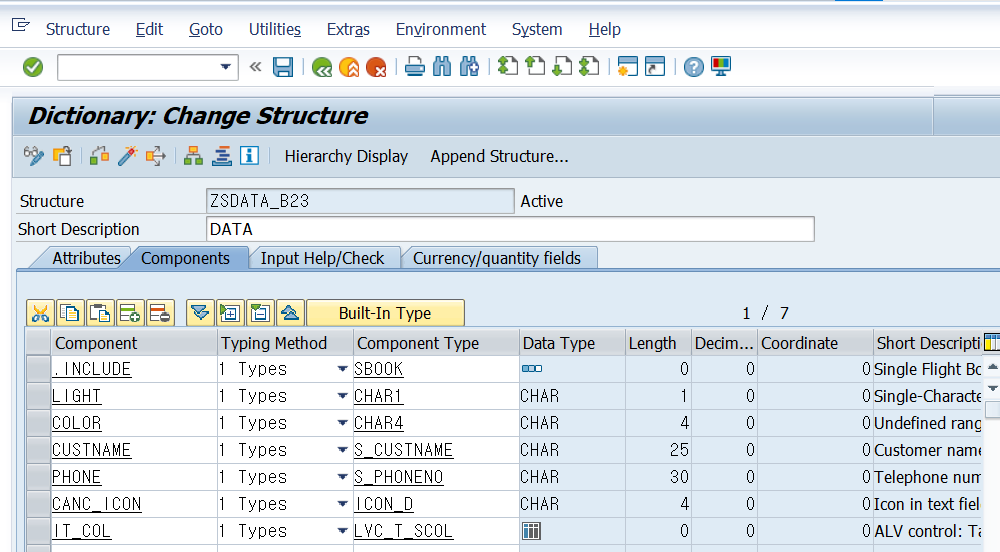 Structure Edit Goto Utilities Extras Environment System Help
Dictionary: Change Structure
Hierarchy Display Append Structure...
Structure ZSDATA_B23 Active
Short Description DATA
Attributes Components Input Help/Check Currency/quantity fields
Built-In Type 1 / 7
Component Typing Method Component Type Data Type Length Decim... Coordinate Short Descripti
.INCLUDE 1 Types SBOOK 0 0 0 Single Flight Bo
LIGHT 1 Types CHAR1 CHAR 1 0 0 Single-Characte
COLOR 1 Types CHAR4 CHAR 4 0 0 Undefined rang
CUSTNAME 1 Types S_CUSTNAME CHAR 25 0 0 Customer name
PHONE 1 Types S_PHONENO CHAR 30 0 0 Telephone num
CANC_ICON 1 Types ICON_D CHAR 4 0 0 Icon in text fiel
IT_COL 1 Types LVC_T_SCOL 0 0 0 ALV control: Ta